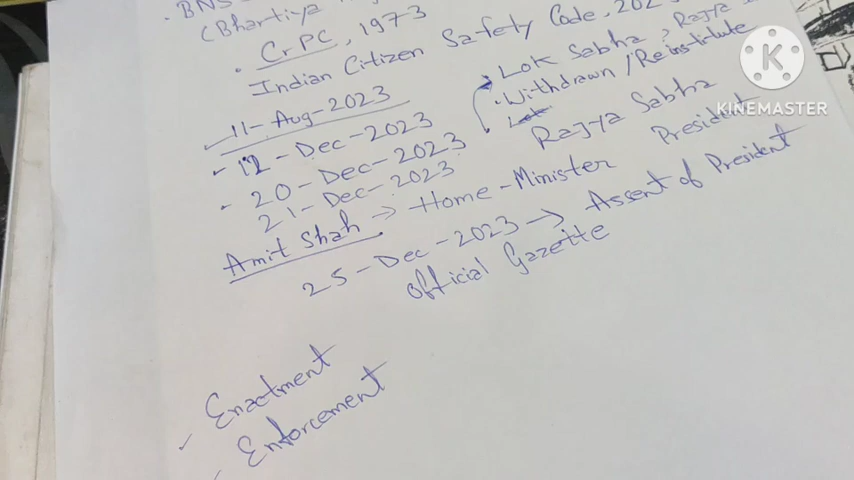 BNS
(Bhartiya
CrPC, 1973
Indian Citizen Safety Code, 202
11-Aug-2023
Lok Sabha, Rajya
12-Dec-2023
Withdrawn/Reinstitute
20-Dec-2023
Rajya Sabha
21-Dec-2023
President
Amit Shah → Home-Minister
25-Dec-2023 → Assent of President
Official Gazette
Enactment
Enforcement
KINEMASTER